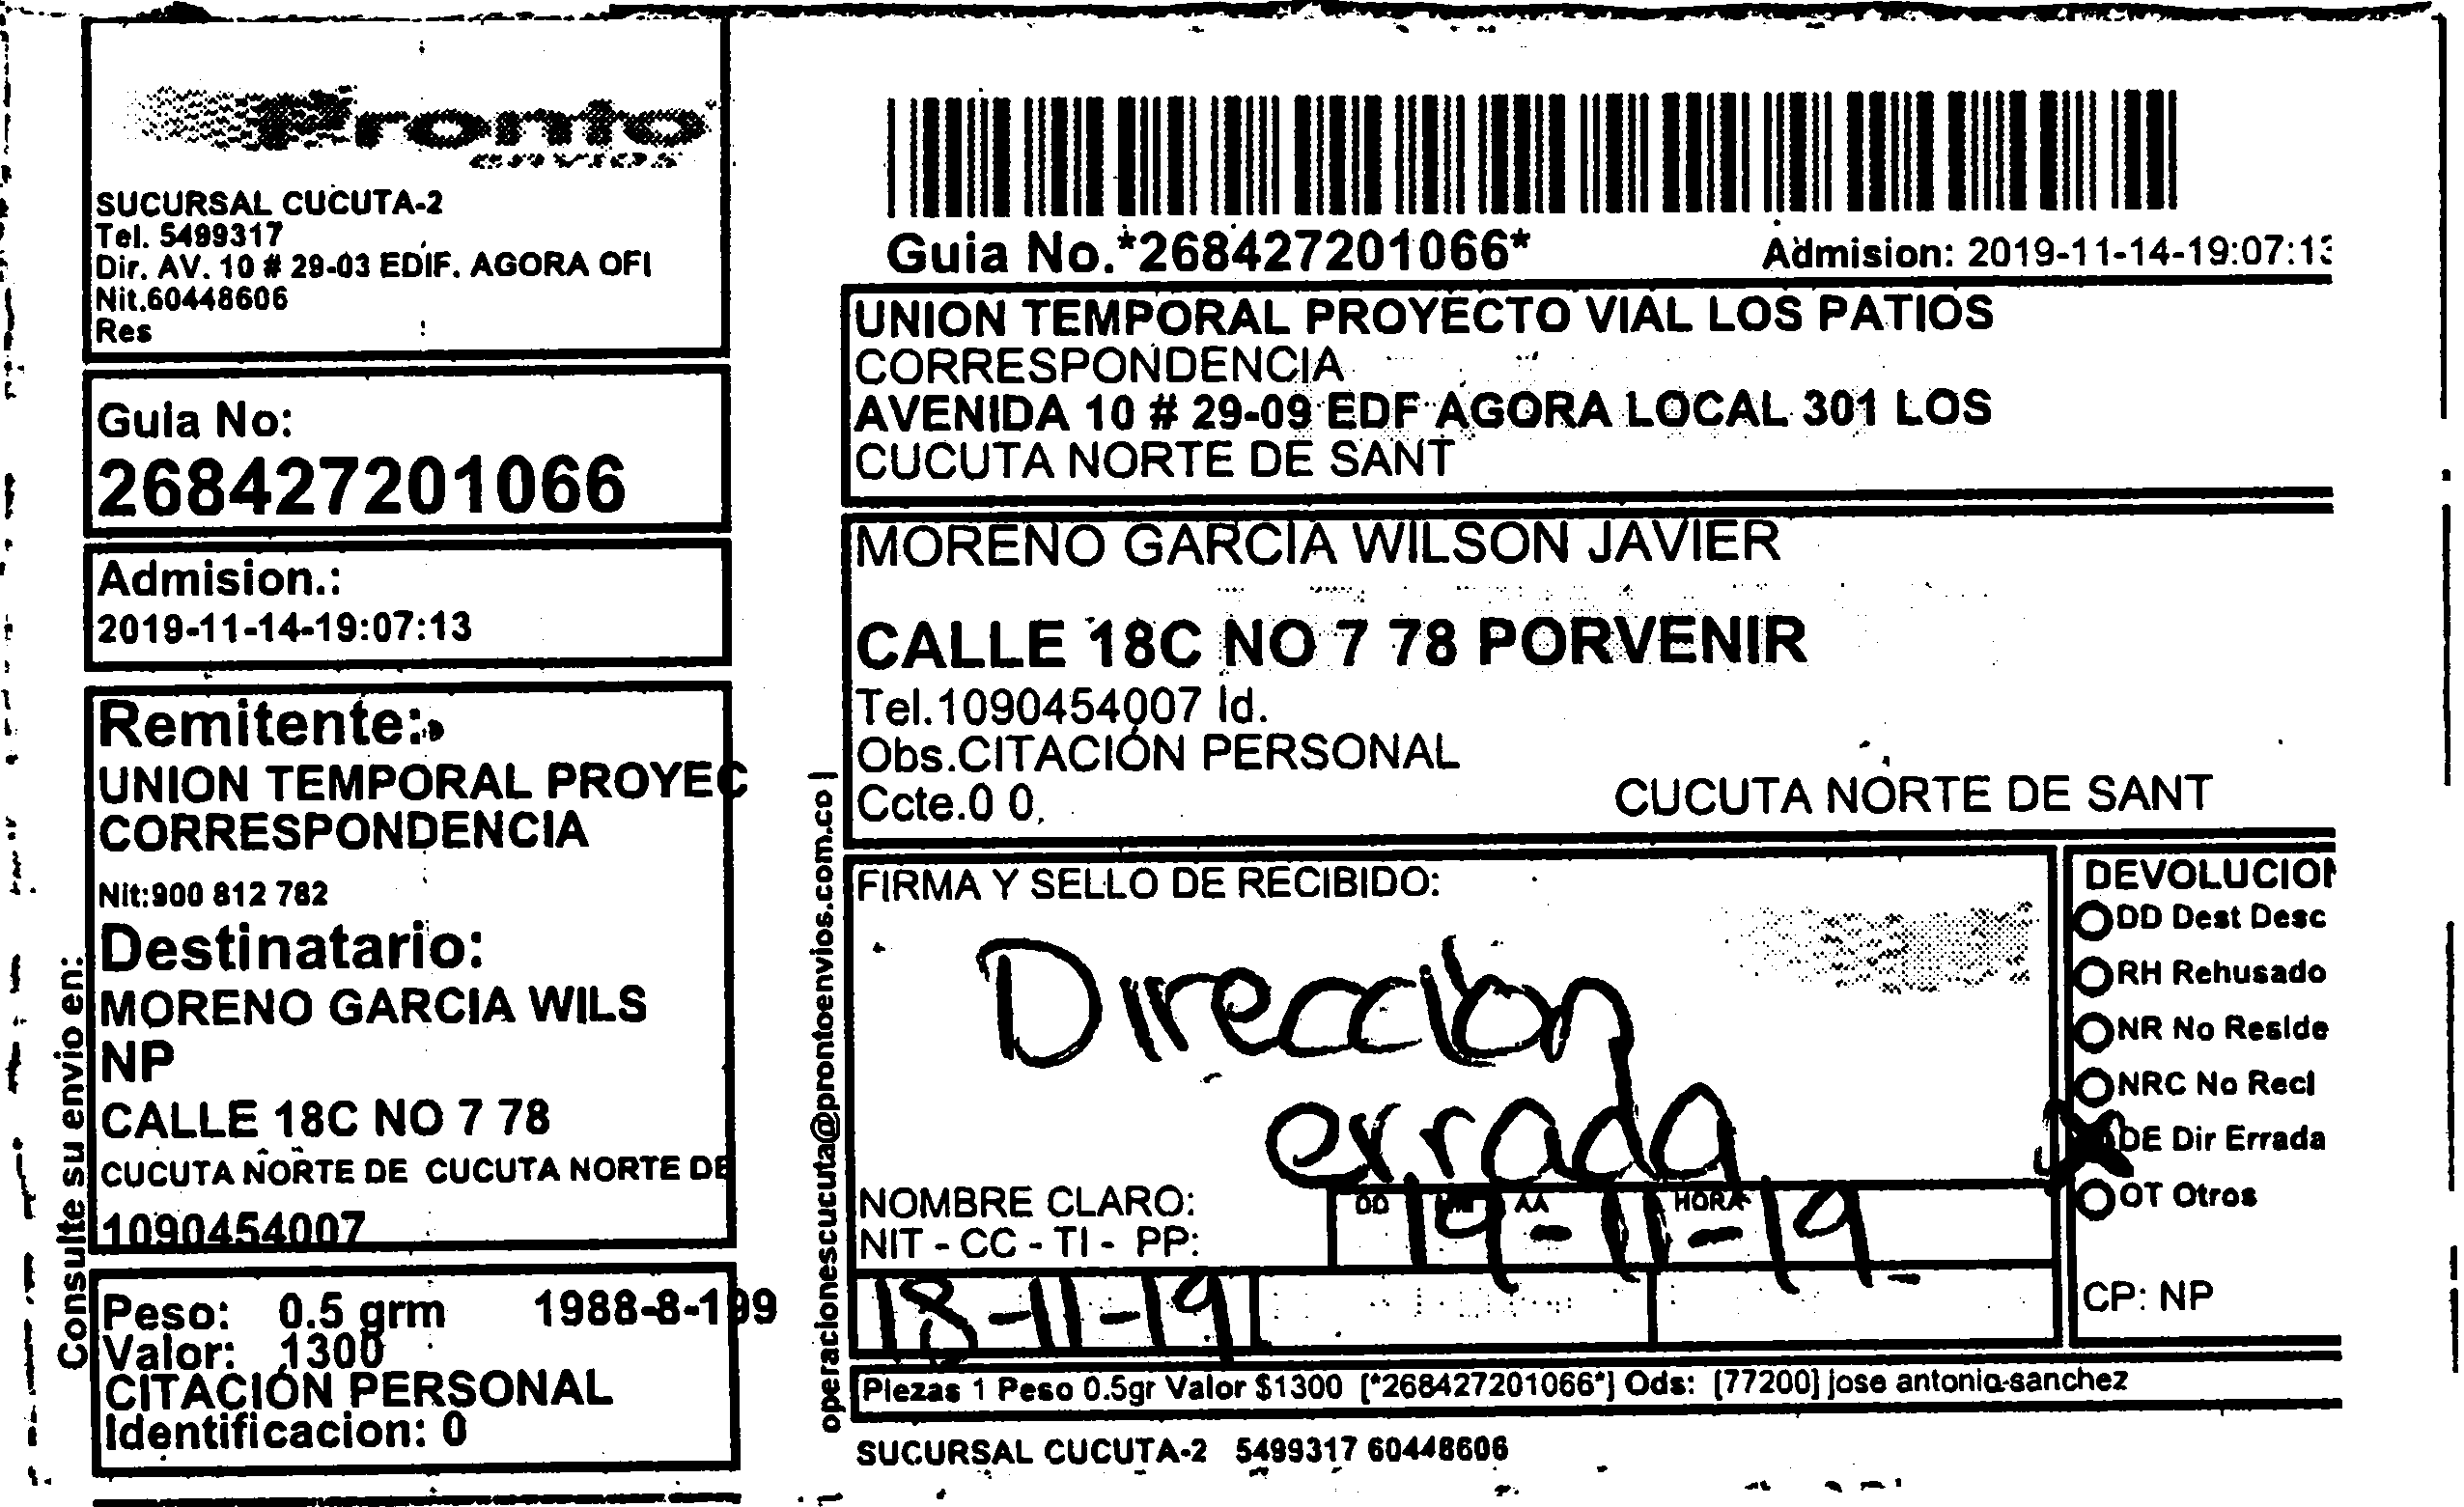 Pronto
envios
SUCURSAL CUCUTA-2
Tel. 5499317
Dir. AV. 10 # 29-03 EDIF. AGORA OFI
Nit.60448606
Res
Guia No:
268427201066
Admision.:
2019-11-14-19:07:13
Remitente:
UNION TEMPORAL PROYEC
CORRESPONDENCIA
Nit:900 812 782
Destinatario:
MORENO GARCIA WILS
NP
CALLE 18C NO 7 78
CUCUTA NORTE DE CUCUTA NORTE DE
1090454007
Peso: 0.5 grm 1988-8-199
Valor: 1300
CITACIÓN PERSONAL
Identificacion: 0
Consulte su envio en:
operacionescucuta@prontoenvios.com.co |
Guia No.*268427201066*
Admision: 2019-11-14-19:07:13
UNION TEMPORAL PROYECTO VIAL LOS PATIOS
CORRESPONDENCIA
AVENIDA 10 # 29-09 EDF AGORA LOCAL 301 LOS
CUCUTA NORTE DE SANT
MORENO GARCIA WILSON JAVIER
CALLE 18C NO 7 78 PORVENIR
Tel.1090454007 Id.
Obs.CITACIÓN PERSONAL
Ccte.0 0,
CUCUTA NORTE DE SANT
FIRMA Y SELLO DE RECIBIDO:
Dirección
errada
NOMBRE CLARO:
NIT - CC - TI - PP:
DD AA HORA
19-11-19
18-11-19
DEVOLUCION
DD Dest Desc
RH Rehusado
NR No Reside
NRC No Recl
DE Dir Errada
OT Otros
CP: NP
Piezas 1 Peso 0.5gr Valor $1300 [*268427201066*] Ods: [77200] jose antonio-sanchez
SUCURSAL CUCUTA-2 5499317 60448606